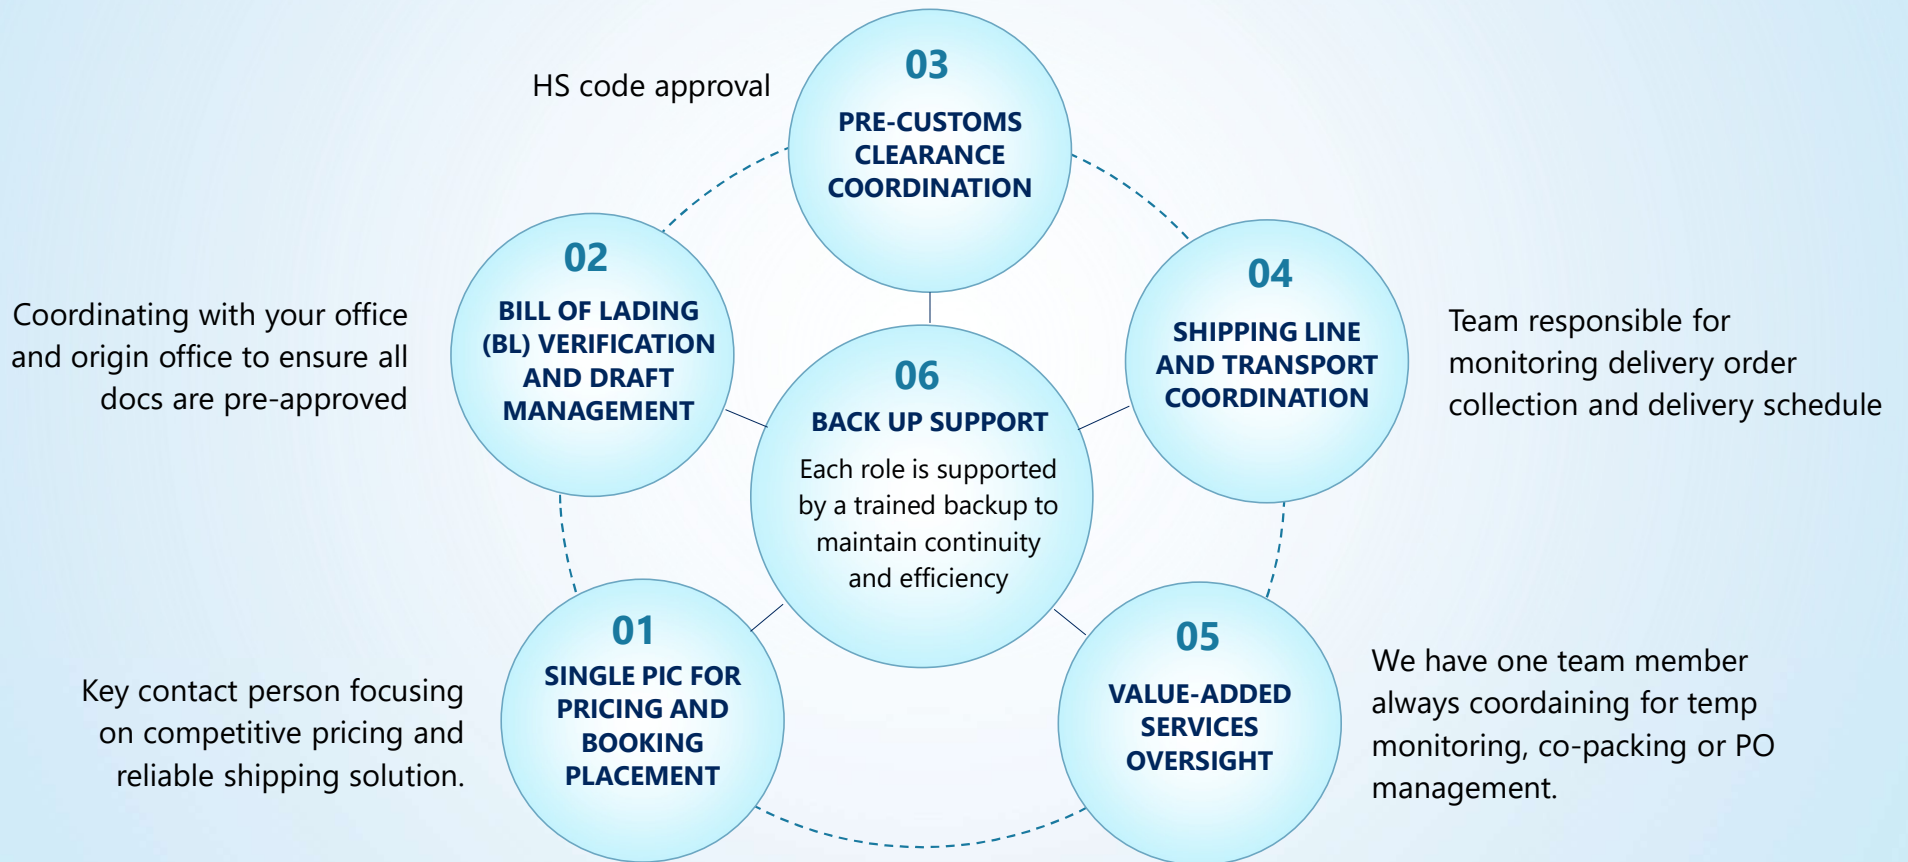 HS code approval
03
PRE-CUSTOMS
CLEARANCE
COORDINATION
02
BILL OF LADING
(BL) VERIFICATION
AND DRAFT
MANAGEMENT
Coordinating with your office
and origin office to ensure all
docs are pre-approved
04
SHIPPING LINE
AND TRANSPORT
COORDINATION
Team responsible for
monitoring delivery order
collection and delivery schedule
06
BACK UP SUPPORT
Each role is supported
by a trained backup to
maintain continuity
and efficiency
01
SINGLE PIC FOR
PRICING AND
BOOKING
PLACEMENT
Key contact person focusing
on competitive pricing and
reliable shipping solution.
05
VALUE-ADDED
SERVICES
OVERSIGHT
We have one team member
always coordaining for temp
monitoring, co-packing or PO
management.